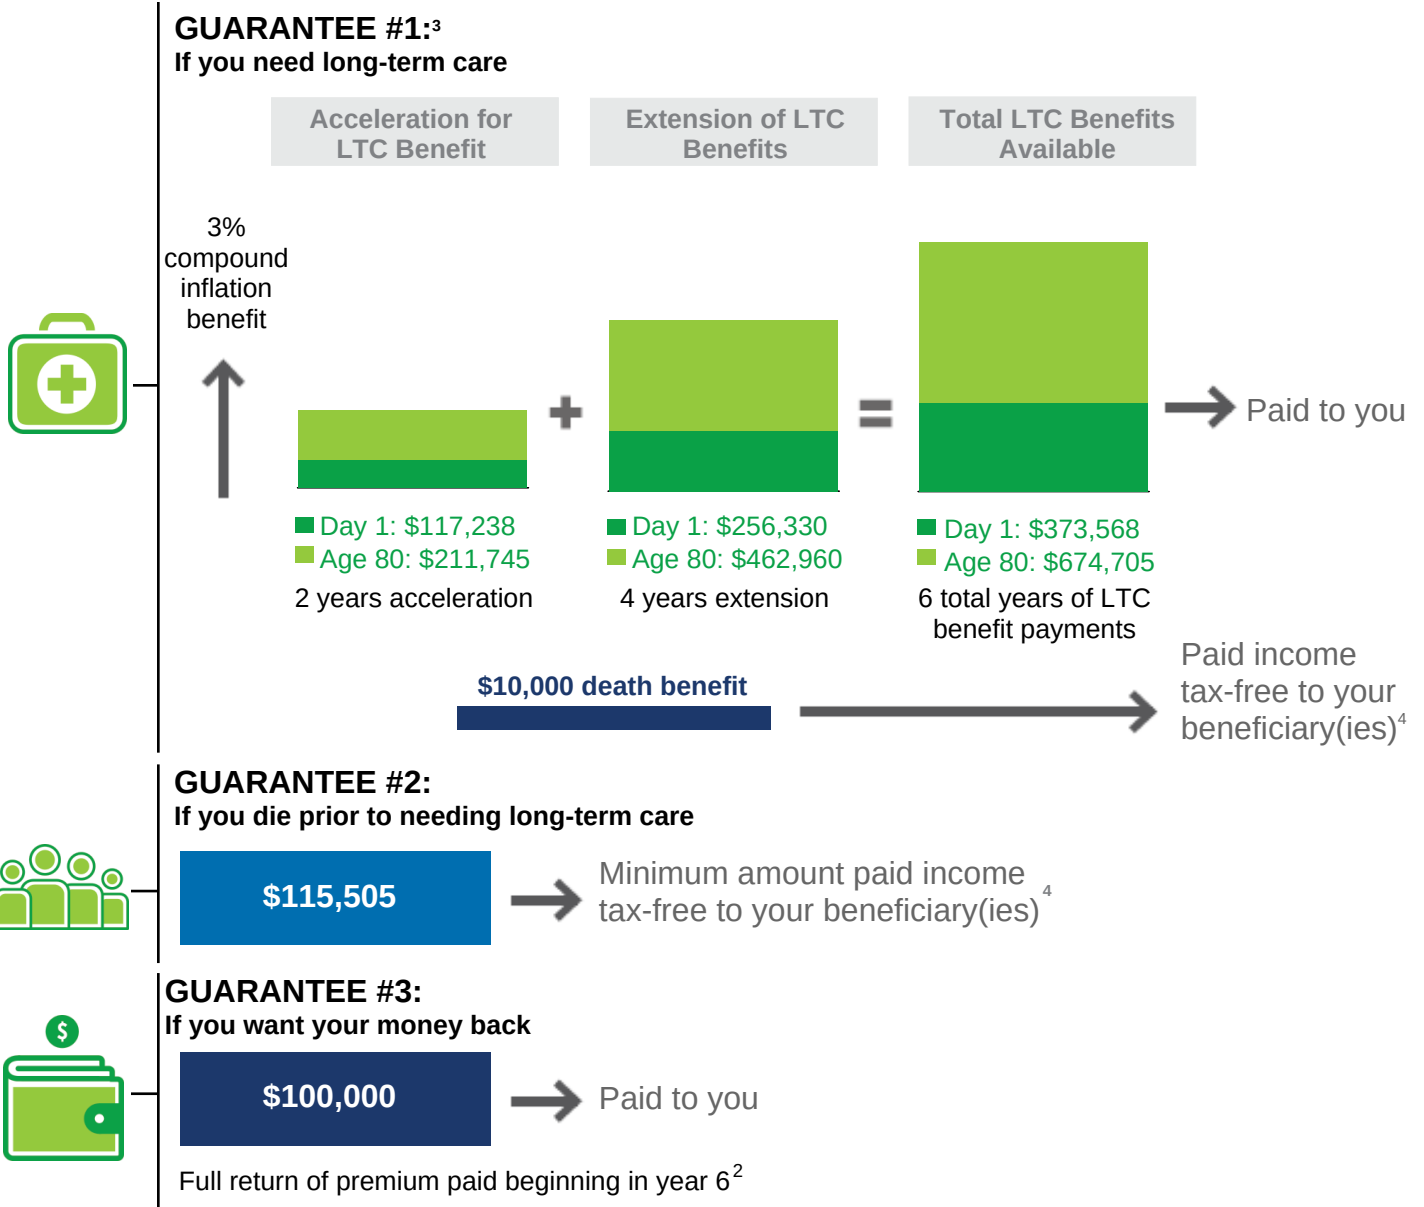 GUARANTEE #1:³
If you need long-term care
Acceleration for
LTC Benefit
Extension of LTC
Benefits
Total LTC Benefits
Available
3%
compound
inflation
benefit
+
=
Paid to you
Day 1: $117,238
Age 80: $211,745
2 years acceleration
Day 1: $256,330
Age 80: $462,960
4 years extension
Day 1: $373,568
Age 80: $674,705
6 total years of LTC
benefit payments
$10,000 death benefit
Paid income
tax-free to your
beneficiary(ies)⁴
GUARANTEE #2:
If you die prior to needing long-term care
$115,505
Minimum amount paid income
tax-free to your beneficiary(ies)⁴
GUARANTEE #3:
If you want your money back
$
$100,000
Paid to you
Full return of premium paid beginning in year 6²